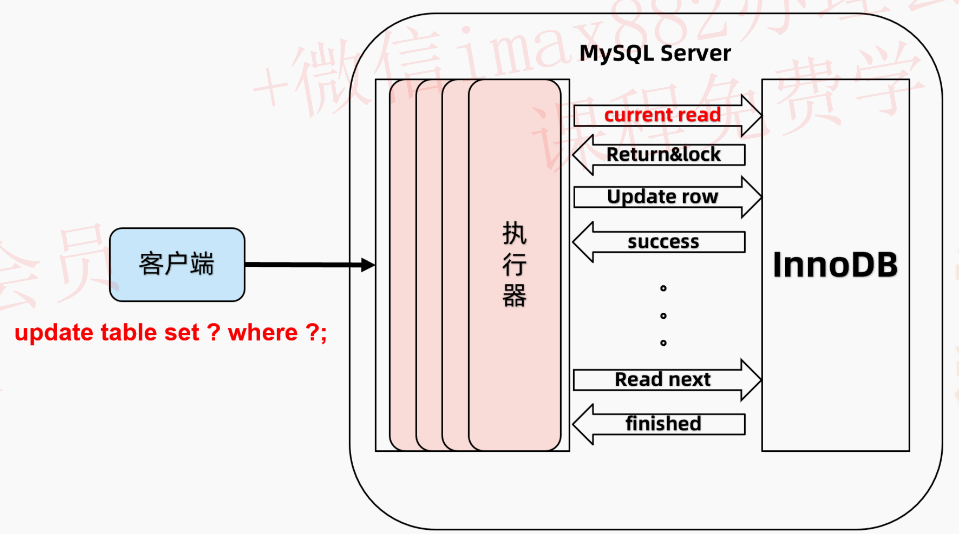 +微信imax882办理会
课程免费学
会员
MySQL Server
current read
Return&lock
Update row
success
Read next
finished
执
行
器
InnoDB
客户端
update table set ? where ?;